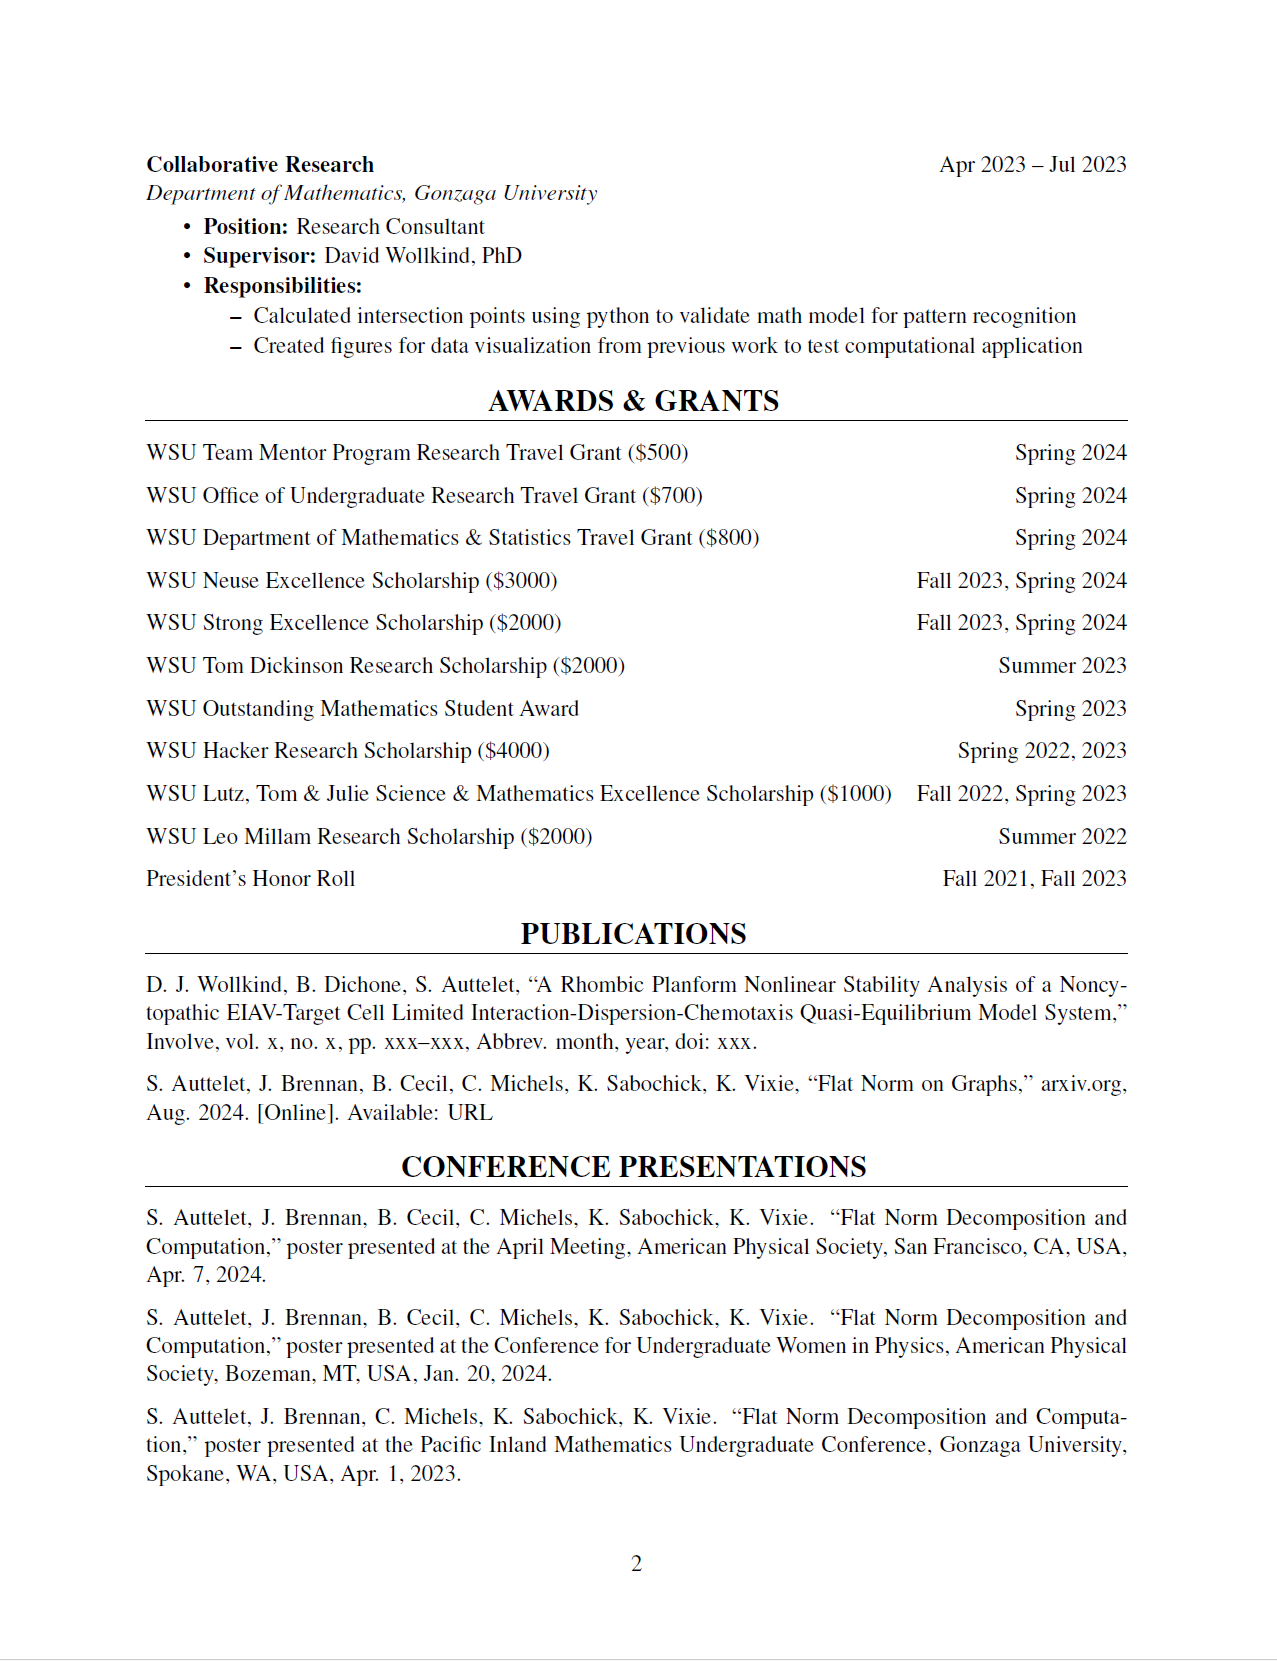 Collaborative Research Apr 2023 – Jul 2023
Department of Mathematics, Gonzaga University
• Position: Research Consultant
• Supervisor: David Wollkind, PhD
• Responsibilities:
– Calculated intersection points using python to validate math model for pattern recognition
– Created figures for data visualization from previous work to test computational application
AWARDS & GRANTS
WSU Team Mentor Program Research Travel Grant ($500) Spring 2024
WSU Office of Undergraduate Research Travel Grant ($700) Spring 2024
WSU Department of Mathematics & Statistics Travel Grant ($800) Spring 2024
WSU Neuse Excellence Scholarship ($3000) Fall 2023, Spring 2024
WSU Strong Excellence Scholarship ($2000) Fall 2023, Spring 2024
WSU Tom Dickinson Research Scholarship ($2000) Summer 2023
WSU Outstanding Mathematics Student Award Spring 2023
WSU Hacker Research Scholarship ($4000) Spring 2022, 2023
WSU Lutz, Tom & Julie Science & Mathematics Excellence Scholarship ($1000) Fall 2022, Spring 2023
WSU Leo Millam Research Scholarship ($2000) Summer 2022
President’s Honor Roll Fall 2021, Fall 2023
PUBLICATIONS
D. J. Wollkind, B. Dichone, S. Auttelet, “A Rhombic Planform Nonlinear Stability Analysis of a Noncy-
topathic EIAV-Target Cell Limited Interaction-Dispersion-Chemotaxis Quasi-Equilibrium Model System,”
Involve, vol. x, no. x, pp. xxx–xxx, Abbrev. month, year, doi: xxx.
S. Auttelet, J. Brennan, B. Cecil, C. Michels, K. Sabochick, K. Vixie, “Flat Norm on Graphs,” arxiv.org,
Aug. 2024. [Online]. Available: URL
CONFERENCE PRESENTATIONS
S. Auttelet, J. Brennan, B. Cecil, C. Michels, K. Sabochick, K. Vixie. “Flat Norm Decomposition and
Computation,” poster presented at the April Meeting, American Physical Society, San Francisco, CA, USA,
Apr. 7, 2024.
S. Auttelet, J. Brennan, B. Cecil, C. Michels, K. Sabochick, K. Vixie. “Flat Norm Decomposition and
Computation,” poster presented at the Conference for Undergraduate Women in Physics, American Physical
Society, Bozeman, MT, USA, Jan. 20, 2024.
S. Auttelet, J. Brennan, C. Michels, K. Sabochick, K. Vixie. “Flat Norm Decomposition and Computa-
tion,” poster presented at the Pacific Inland Mathematics Undergraduate Conference, Gonzaga University,
Spokane, WA, USA, Apr. 1, 2023.
2